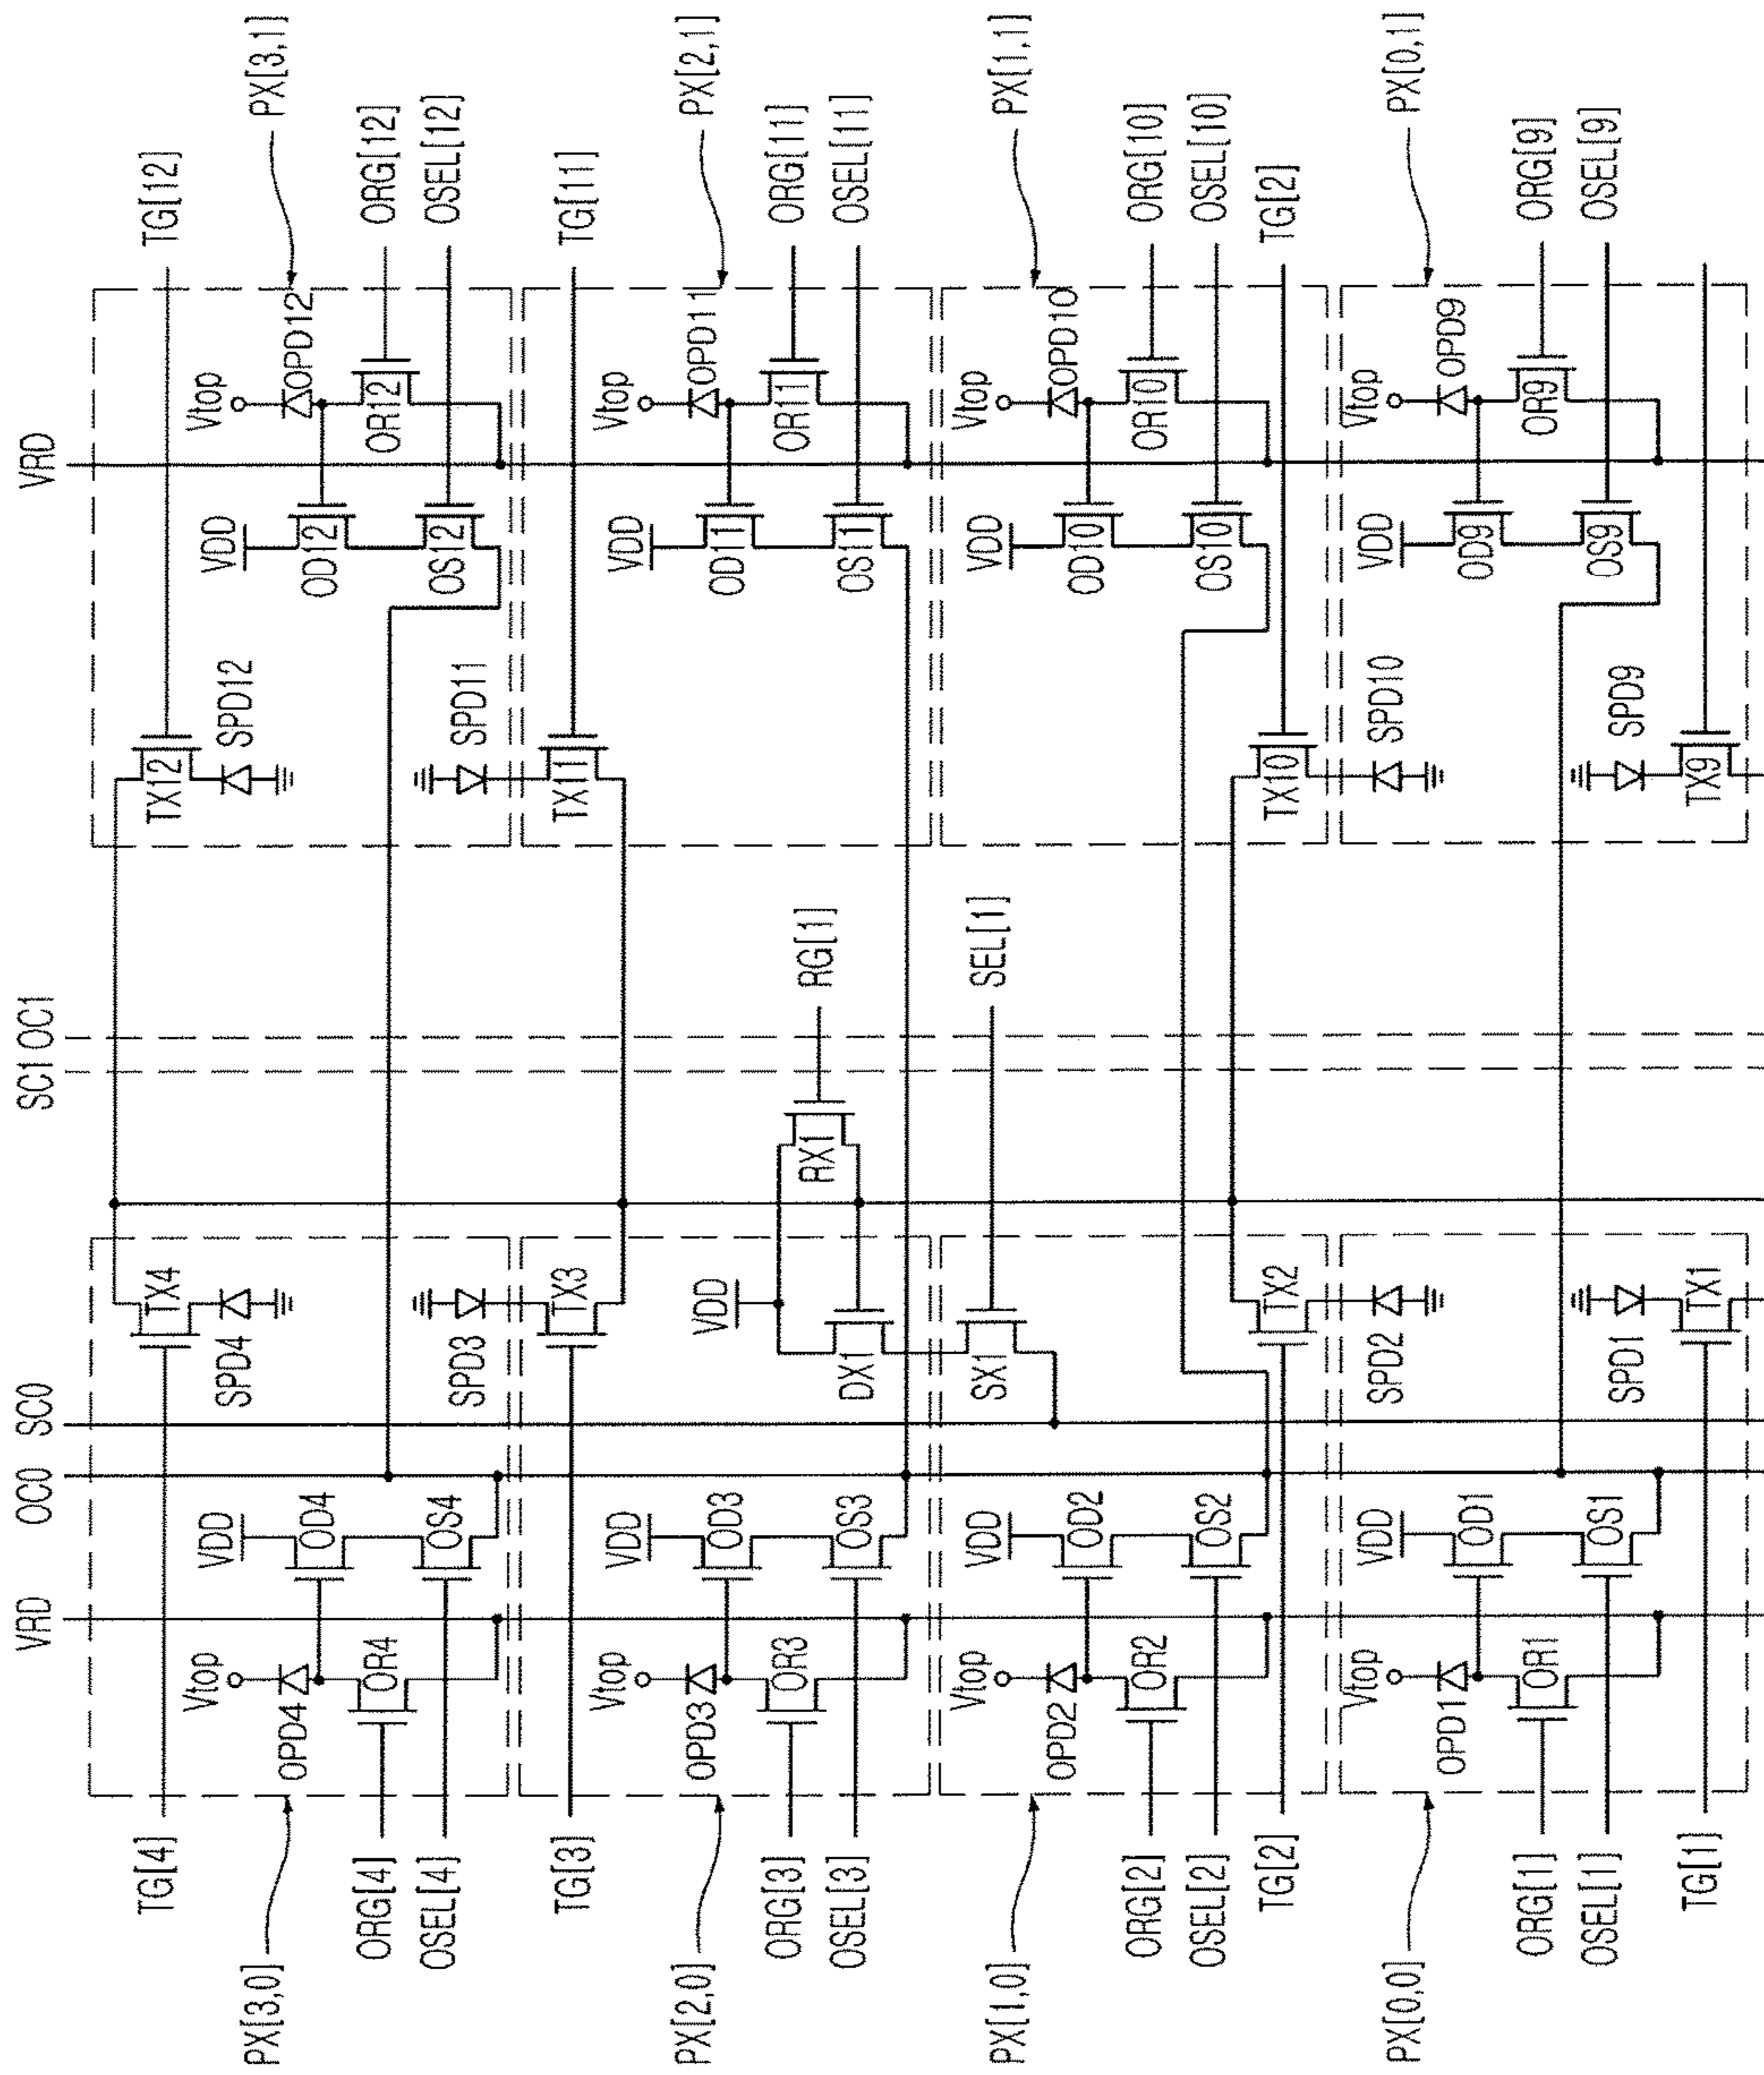 VRD
OC0
SC0
SC1
OC1
VRD
TG[4]
PX[3,0]
ORG[4]
OSEL[4]
Vtop
OPD4
OR4
VDD
OD4
OS4
TX4
SPD4
TG[12]
PX[3,1]
ORG[12]
OSEL[12]
Vtop
OPD12
OR12
VDD
OD12
OS12
TX12
SPD12
TG[3]
PX[2,0]
ORG[3]
OSEL[3]
Vtop
OPD3
OR3
VDD
OD3
OS3
TX3
SPD3
VDD
DX1
RX1
RG[1]
TG[11]
PX[2,1]
ORG[11]
OSEL[11]
Vtop
OPD11
OR11
VDD
OD11
OS11
TX11
SPD11
PX[1,0]
ORG[2]
OSEL[2]
TG[2]
Vtop
OPD2
OR2
VDD
OD2
OS2
TX2
SPD2
SX1
SEL[1]
PX[1,1]
ORG[10]
OSEL[10]
TG[2]
Vtop
OPD10
OR10
VDD
OD10
OS10
TX10
SPD10
PX[0,0]
ORG[1]
OSEL[1]
TG[1]
Vtop
OPD1
OR1
VDD
OD1
OS1
TX1
SPD1
PX[0,1]
ORG[9]
OSEL[9]
Vtop
OPD9
OR9
VDD
OD9
OS9
TX9
SPD9